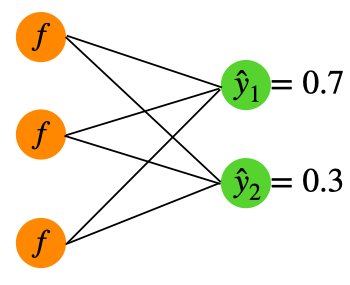 f
ŷ₁ = 0.7
f
ŷ₂ = 0.3
f